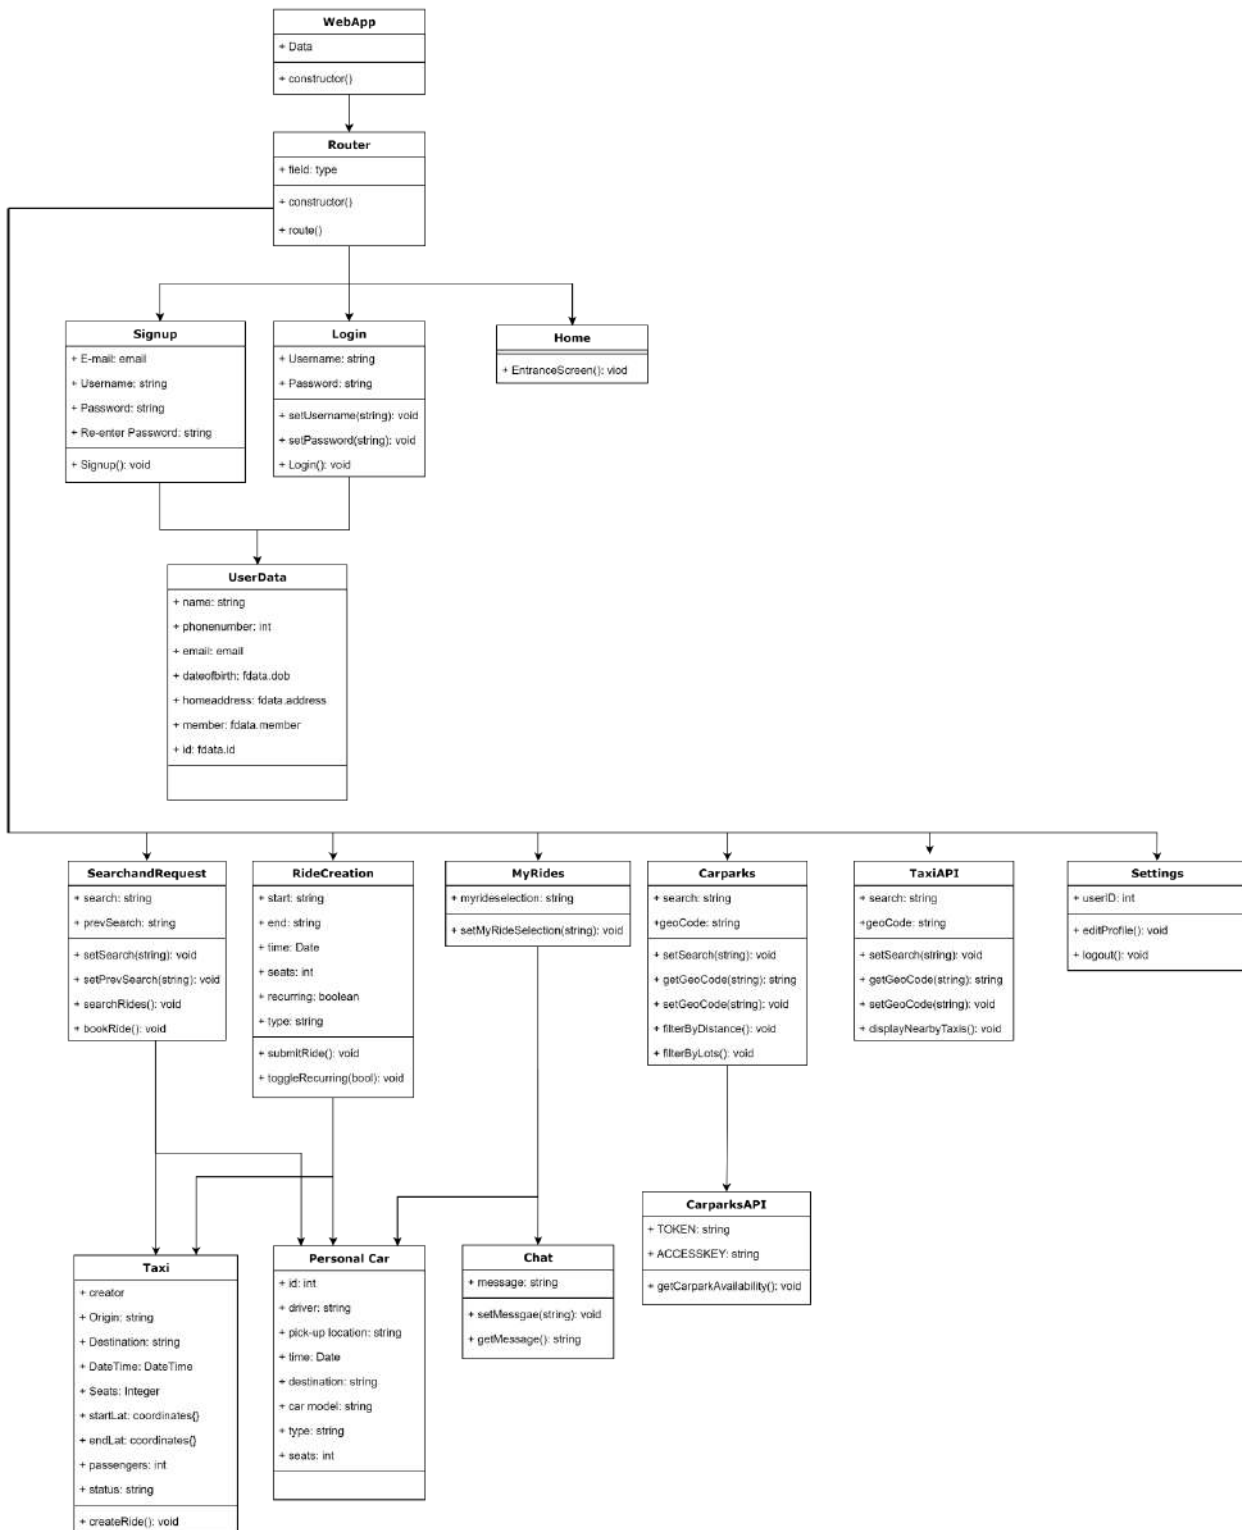 WebApp
+ Data
+ constructor()
Router
+ field: type
+ constructor()
+ route()
Signup
+ E-mail: email
+ Username: string
+ Password: string
+ Re-enter Password: string
+ Signup(): void
Login
+ Username: string
+ Password: string
+ setUsername(string): void
+ setPassword(string): void
+ Login(): void
Home
+ EntranceScreen(): viod
UserData
+ name: string
+ phonenumber: int
+ email: email
+ dateofbirth: fdata.dob
+ homeaddress: fdata.address
+ member: fdata.member
+ id: fdata.id
SearchandRequest
+ search: string
+ prevSearch: string
+ setSearch(string): void
+ setPrevSearch(string): void
+ searchRides(): void
+ bookRide(): void
RideCreation
+ start: string
+ end: string
+ time: Date
+ seats: int
+ recurring: boolean
+ type: string
+ submitRide(): void
+ toggleRecurring(bool): void
MyRides
+ myrideselection: string
+ setMyRideSelection(string): void
Carparks
+ search: string
+geoCode: string
+ setSearch(string): void
+ getGeoCode(string): string
+ setGeoCode(string): void
+ filterByDistance(): void
+ filterByLots(): void
TaxiAPI
+ search: string
+geoCode: string
+ setSearch(string): void
+ getGeoCode(string): string
+ setGeoCode(string): void
+ displayNearbyTaxis(): void
Settings
+ userID: int
+ editProfile(): void
+ logout(): void
Taxi
+ creator
+ Origin: string
+ Destination: string
+ DateTime: DateTime
+ Seats: Integer
+ startLat: coordinates{}
+ endLat: coordinates{}
+ passengers: int
+ status: string
+ createRide(): void
Personal Car
+ id: int
+ driver: string
+ pick-up location: string
+ time: Date
+ destination: string
+ car model: string
+ type: string
+ seats: int
Chat
+ message: string
+ setMessgae(string): void
+ getMessage(): string
CarparksAPI
+ TOKEN: string
+ ACCESSKEY: string
+ getCarparkAvailability(): void